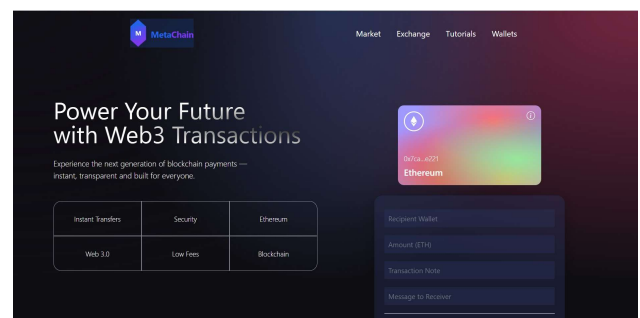 M
MetaChain
Market Exchange Tutorials Wallets
Power Your Future
with Web3 Transactions
Experience the next generation of blockchain payments —
instant, transparent and built for everyone.
Instant Transfers Security Ethereum
Web 3.0 Low Fees Blockchain
i
0x7ca...e221
Ethereum
Recipient Wallet
Amount (ETH)
Transaction Note
Message to Receiver